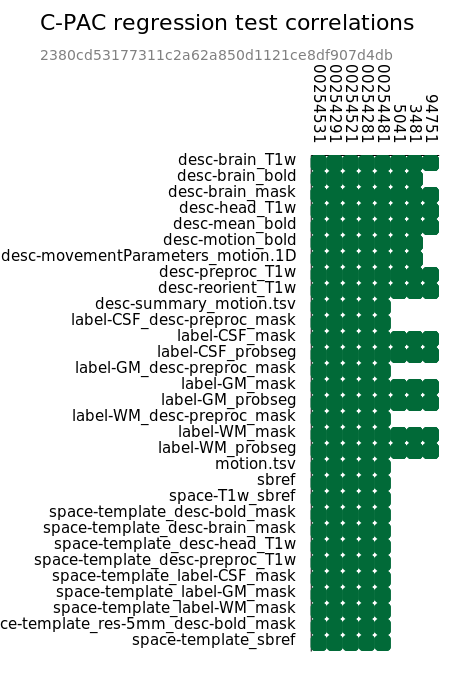 C-PAC regression test correlations
2380cd53177311c2a62a850d1121ce8df907d4db
00254531
00254291
00254521
00254281
00254481
5041
3481
94751
desc-brain_T1w
desc-brain_bold
desc-brain_mask
desc-head_T1w
desc-mean_bold
desc-motion_bold
desc-movementParameters_motion.1D
desc-preproc_T1w
desc-reorient_T1w
desc-summary_motion.tsv
label-CSF_desc-preproc_mask
label-CSF_mask
label-CSF_probseg
label-GM_desc-preproc_mask
label-GM_mask
label-GM_probseg
label-WM_desc-preproc_mask
label-WM_mask
label-WM_probseg
motion.tsv
sbref
space-T1w_sbref
space-template_desc-bold_mask
space-template_desc-brain_mask
space-template_desc-head_T1w
space-template_desc-preproc_T1w
space-template_label-CSF_mask
space-template_label-GM_mask
space-template_label-WM_mask
ce-template_res-5mm_desc-bold_mask
space-template_sbref